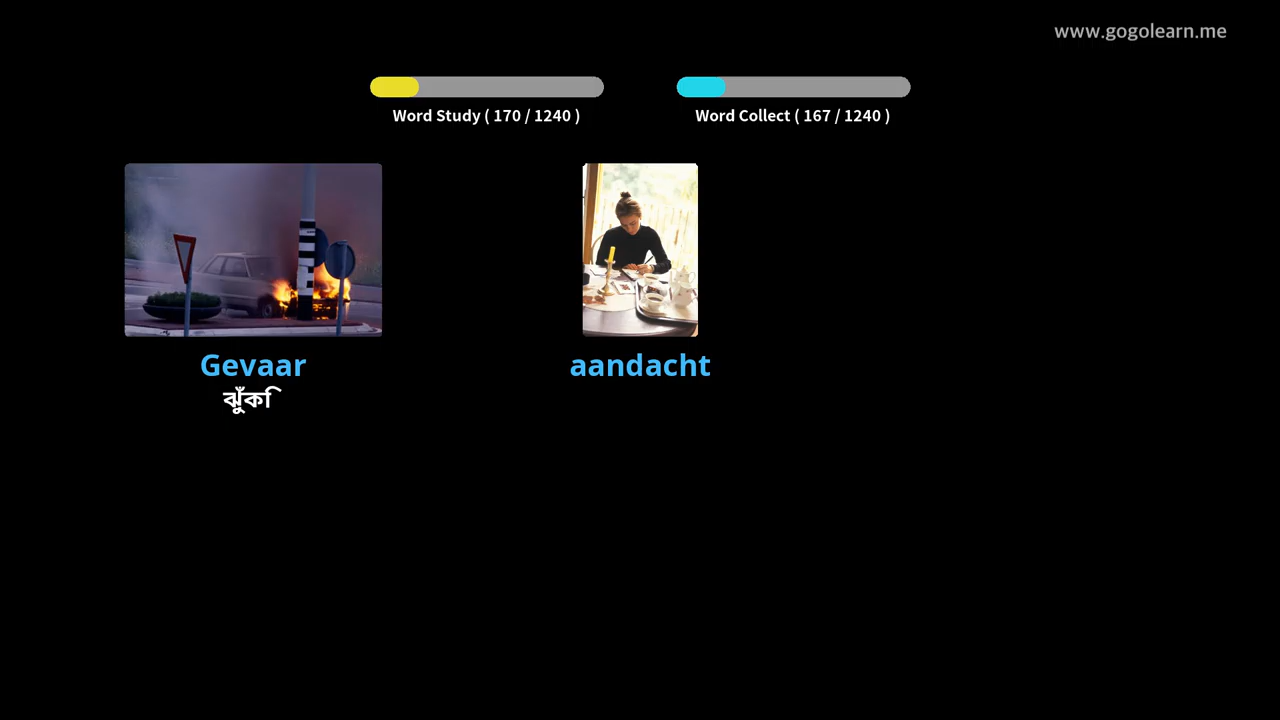 www.gogolearn.me
Word Study ( 170 / 1240 )
Word Collect ( 167 / 1240 )
Gevaar
ঝুঁকি
aandacht